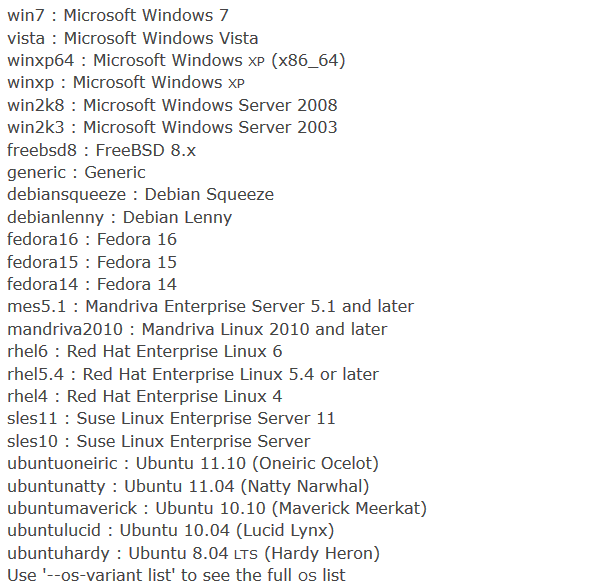 win7 : Microsoft Windows 7
vista : Microsoft Windows Vista
winxp64 : Microsoft Windows XP (x86_64)
winxp : Microsoft Windows XP
win2k8 : Microsoft Windows Server 2008
win2k3 : Microsoft Windows Server 2003
freebsd8 : FreeBSD 8.x
generic : Generic
debiansqueeze : Debian Squeeze
debianlenny : Debian Lenny
fedora16 : Fedora 16
fedora15 : Fedora 15
fedora14 : Fedora 14
mes5.1 : Mandriva Enterprise Server 5.1 and later
mandriva2010 : Mandriva Linux 2010 and later
rhel6 : Red Hat Enterprise Linux 6
rhel5.4 : Red Hat Enterprise Linux 5.4 or later
rhel4 : Red Hat Enterprise Linux 4
sles11 : Suse Linux Enterprise Server 11
sles10 : Suse Linux Enterprise Server
ubuntuoneiric : Ubuntu 11.10 (Oneiric Ocelot)
ubuntunatty : Ubuntu 11.04 (Natty Narwhal)
ubuntumaverick : Ubuntu 10.10 (Maverick Meerkat)
ubuntulucid : Ubuntu 10.04 (Lucid Lynx)
ubuntuhardy : Ubuntu 8.04 LTS (Hardy Heron)
Use '--os-variant list' to see the full OS list